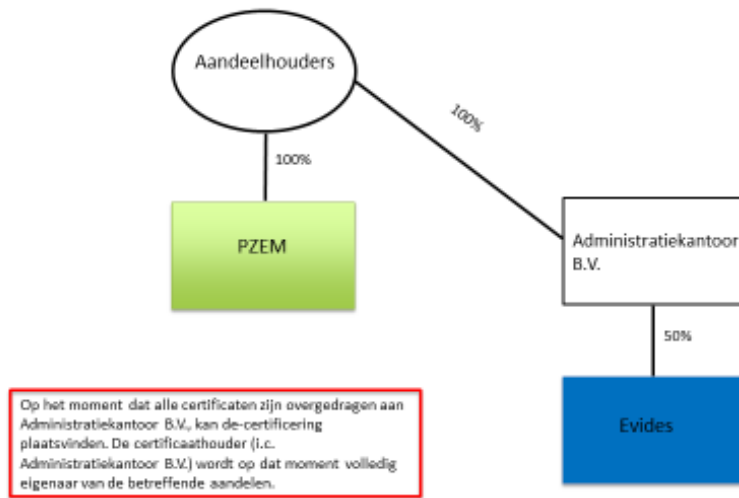 Aandeelhouders
100%
100%
PZEM
Administratiekantoor
B.V.
50%
Evides
Op het moment dat alle certificaten zijn overgedragen aan
Administratiekantoor B.V., kan de-certificering
plaatsvinden. De certificaathouder (i.c.
Administratiekantoor B.V.) wordt op dat moment volledig
eigenaar van de betreffende aandelen.